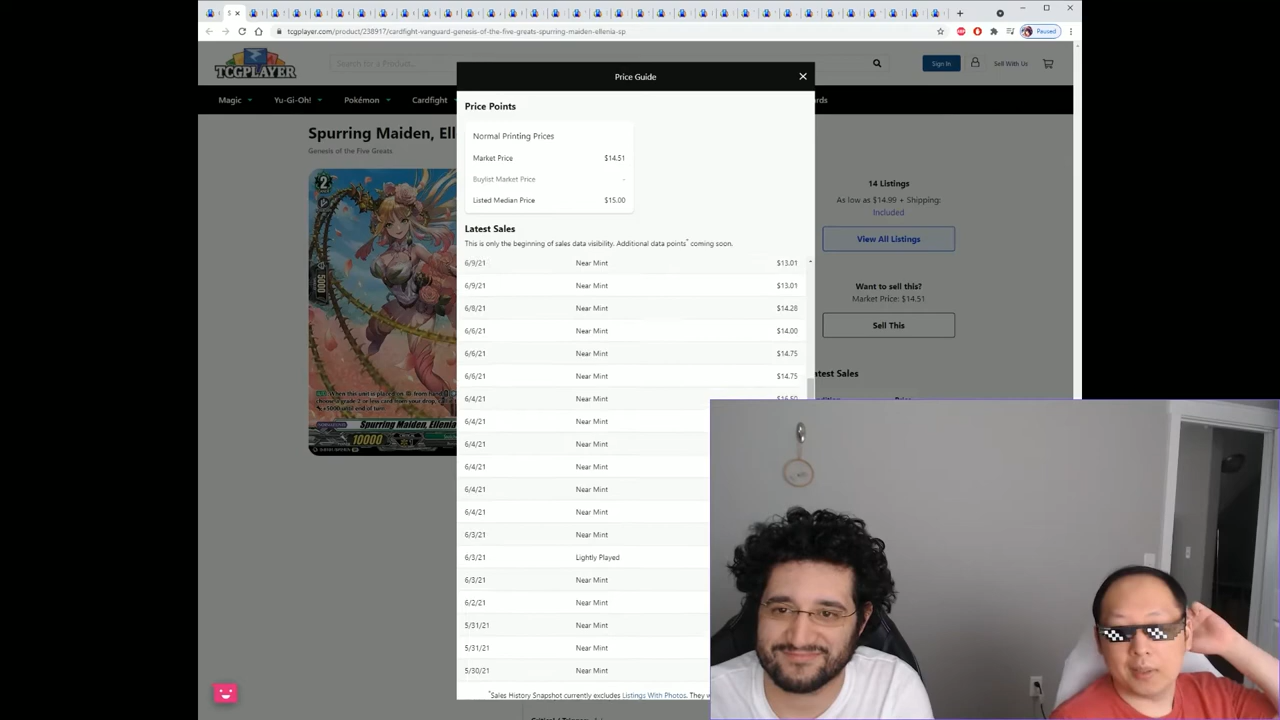 tcgplayer.com/product/238917/cardfight-vanguard-genesis-of-the-five-greats-spurring-maiden-ellenia-sp
Paused
TCGPLAYER
Search for a Product...
Sign In
Sell With Us
Magic
Yu-Gi-Oh!
Pokémon
Cardfight
Price Guide
Spurring Maiden, Ell
Genesis of the Five Greats
Price Points
Normal Printing Prices
Market Price $14.51
Buylist Market Price -
Listed Median Price $15.00
Latest Sales
This is only the beginning of sales data visibility. Additional data points* coming soon.
6/9/21 Near Mint $13.01
6/9/21 Near Mint $13.01
6/8/21 Near Mint $14.28
6/6/21 Near Mint $14.00
6/6/21 Near Mint $14.75
6/6/21 Near Mint $14.75
6/4/21 Near Mint
6/4/21 Near Mint
6/4/21 Near Mint
6/4/21 Near Mint
6/4/21 Near Mint
6/4/21 Near Mint
6/3/21 Near Mint
6/3/21 Lightly Played
6/3/21 Near Mint
6/2/21 Near Mint
5/31/21 Near Mint
5/31/21 Near Mint
5/30/21 Near Mint
*Sales History Snapshot currently excludes Listings With Photos. They w
14 Listings
As low as $14.99 + Shipping:
Included
View All Listings
Want to sell this?
Market Price: $14.51
Sell This
atest Sales
2
5000
Spurring Maiden, Ellenia
10000